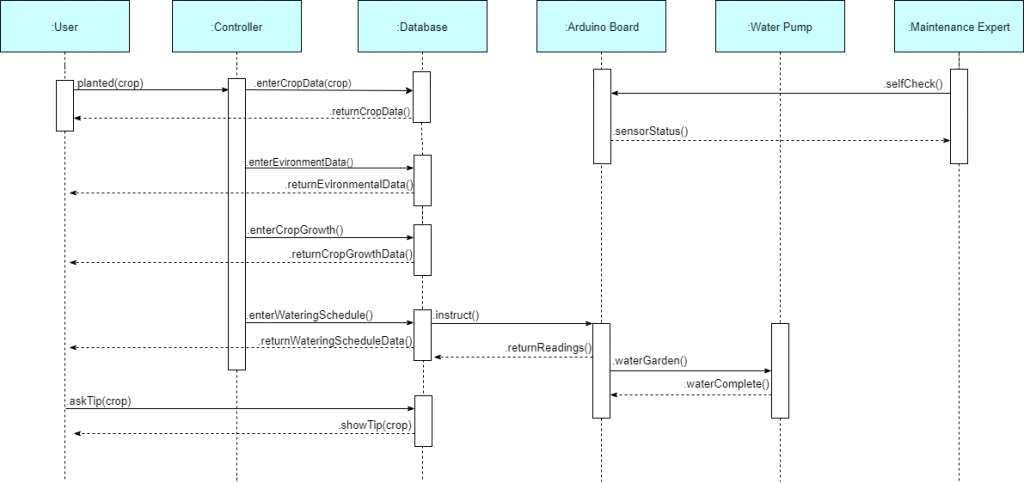 :User
:Controller
:Database
:Arduino Board
:Water Pump
:Maintenance Expert
.planted(crop)
.enterCropData(crop)
.selfCheck()
.returnCropData()
.sensorStatus()
.enterEvironmentData()
.returnEvironmentalData()
.enterCropGrowth()
.returnCropGrowthData()
.enterWateringSchedule()
.instruct()
.returnWateringScheduleData()
.returnReadings()
.waterGarden()
.waterComplete()
.askTip(crop)
.showTip(crop)